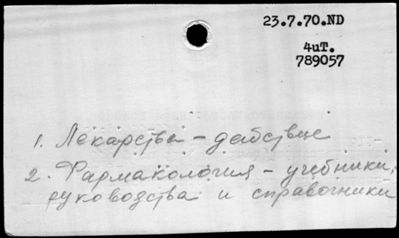 23.7.70.ND
4uT.
789057
1. Лекарства - действие
2. Фармакология - учебники,
руководства и справочники